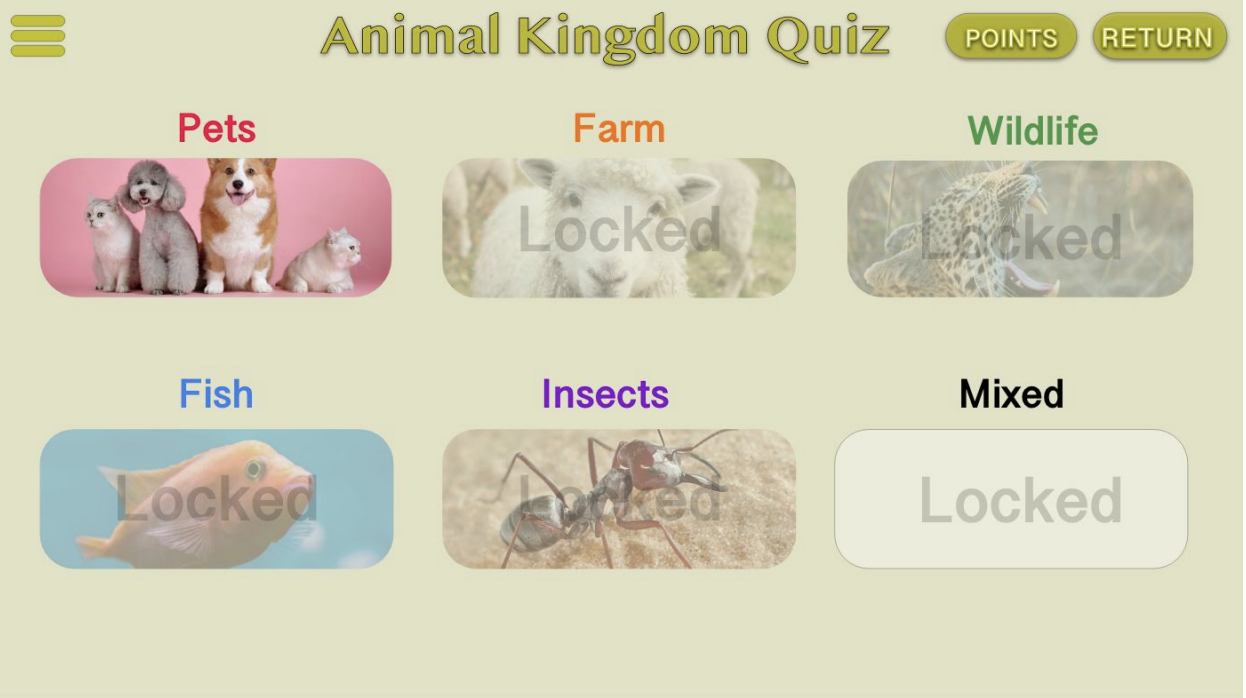 Animal Kingdom Quiz
POINTS
RETURN
Pets
Farm
Wildlife
Locked
Locked
Fish
Insects
Mixed
Locked
Locked
Locked